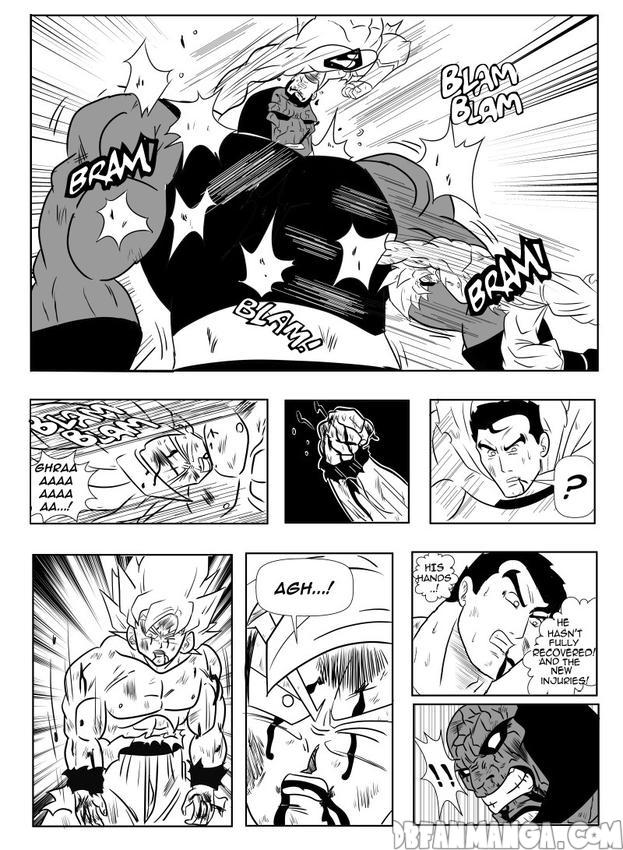 BLAM
BLAM
BRAM!
BRAM!
BLAM!
BLAM
BLAM
GHRAA
AAAAA
AAAA
AA...!
?
AGH...!
HIS
HANDS
..!
HE
HASN'T
FULLY
RECOVERED!
AND THE
NEW
INJURIES!
!!
DBFANMANGA.COM